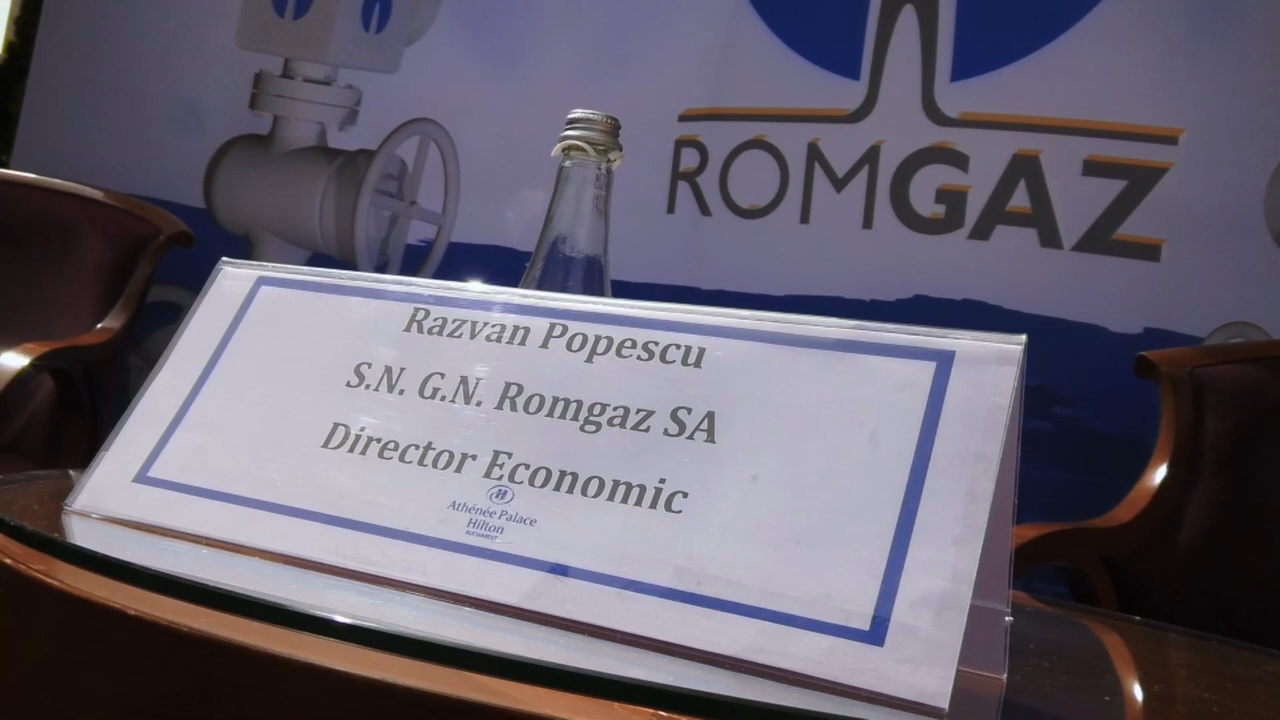 ROMGAZ
Razvan Popescu
S.N. G.N. Romgaz SA
Director Economic
Athénée Palace
Hilton
BUCHAREST